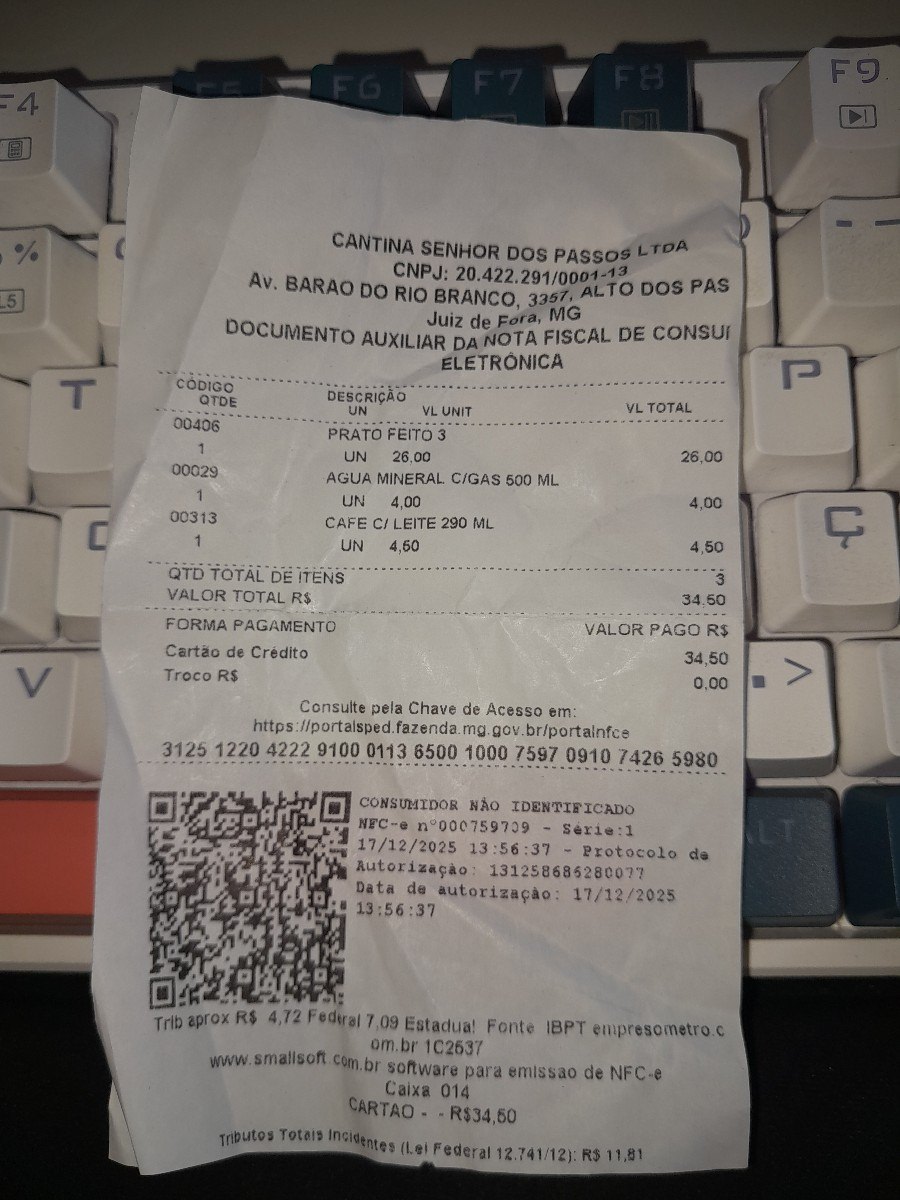 F4
F5
F6
F7
F8
F9
%
L5
T
P
Ç
V
. >
ALT
CANTINA SENHOR DOS PASSOS LTDA
CNPJ: 20.422.291/0001-13
Av. BARAO DO RIO BRANCO, 3357, ALTO DOS PAS
Juiz de Fora, MG
DOCUMENTO AUXILIAR DA NOTA FISCAL DE CONSUI
ELETRÔNICA
CÓDIGO DESCRIÇÃO
QTDE UN VL UNIT VL TOTAL
00406 PRATO FEITO 3
1 UN 26,00 26,00
00029 AGUA MINERAL C/GAS 500 ML
1 UN 4,00 4,00
00313 CAFE C/ LEITE 290 ML
1 UN 4,50 4,50
QTD TOTAL DE ITENS 3
VALOR TOTAL R$ 34,50
FORMA PAGAMENTO VALOR PAGO R$
Cartão de Crédito 34,50
Troco R$ 0,00
Consulte pela Chave de Acesso em:
https://portalsped.fazenda.mg.gov.br/portalnfce
3125 1220 4222 9100 0113 6500 1000 7597 0910 7426 5980
CONSUMIDOR NÃO IDENTIFICADO
NFC-e nº000759709 - Série:1
17/12/2025 13:56:37 - Protocolo de
Autorização: 131258686280077
Data de autorização: 17/12/2025
13:56:37
Trib aprox R$ 4,72 Federal 7,09 Estadual Fonte IBPT empresometro.c
om.br 1C2637
www.smallsoft.com.br software para emissao de NFC-e
Caixa 014
CARTAO - - R$34,50
Tributos Totais Incidentes (Lei Federal 12.741/12): R$ 11,81